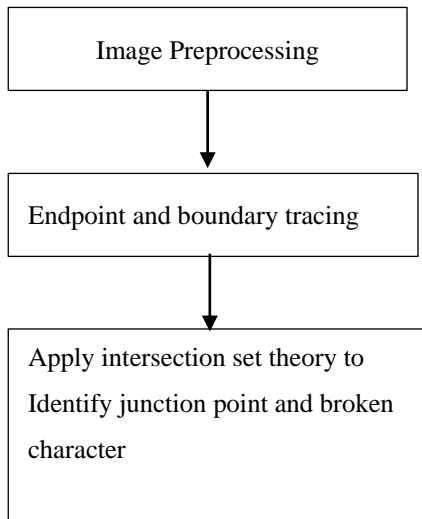 Image Preprocessing
Endpoint and boundary tracing
Apply intersection set theory to
Identify junction point and broken
character